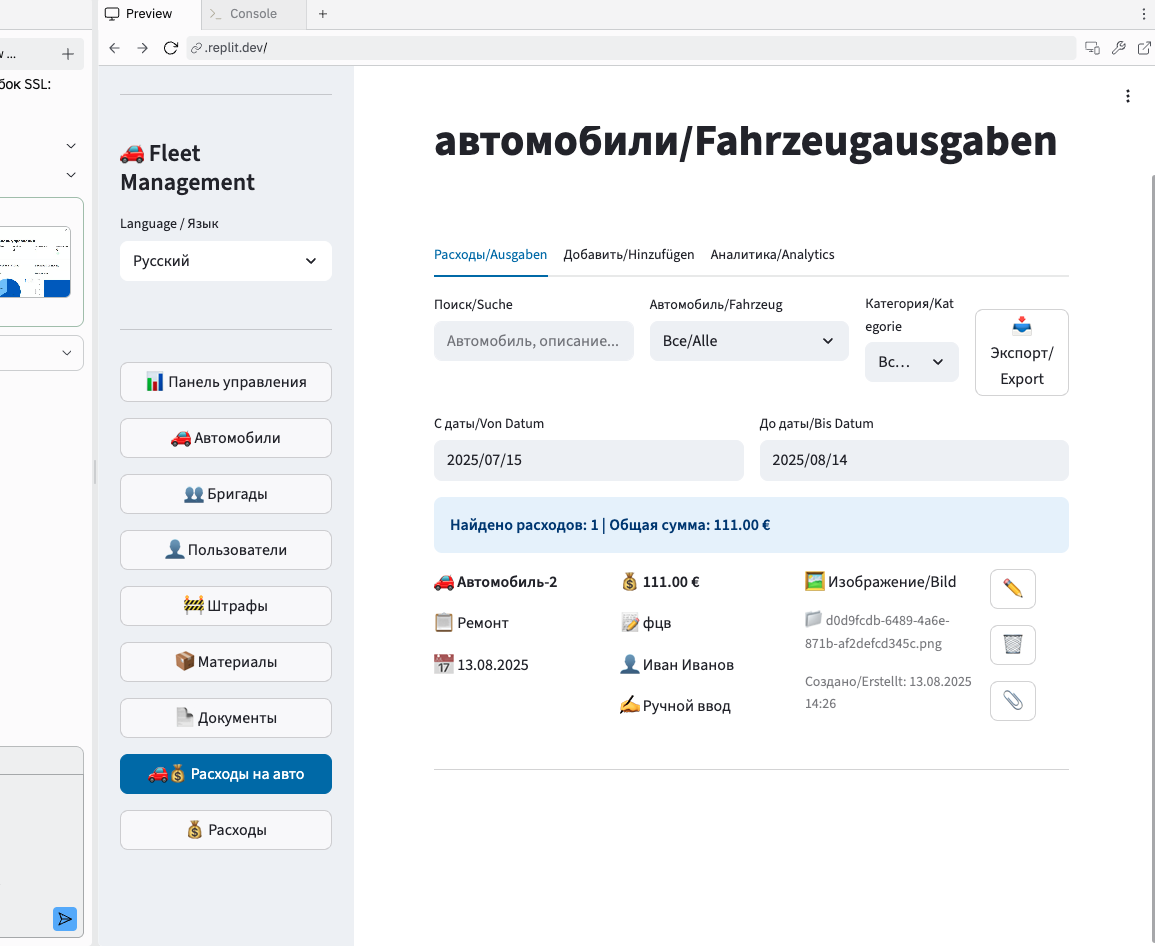 Preview
Console
w ...
.replit.dev/
бок SSL:
Fleet
Management
Language / Язык
Русский
Панель управления
Автомобили
Бригады
Пользователи
Штрафы
Материалы
Документы
Расходы на авто
Расходы
автомобили/Fahrzeugausgaben
Расходы/Ausgaben Добавить/Hinzufügen Аналитика/Analytics
Поиск/Suche
Автомобиль, описание...
Автомобиль/Fahrzeug
Все/Alle
Категория/Kat
egorie
Вс...
Экспорт/
Export
С даты/Von Datum
2025/07/15
До даты/Bis Datum
2025/08/14
Найдено расходов: 1 | Общая сумма: 111.00 €
Автомобиль-2
Ремонт
13.08.2025
111.00 €
фцв
Иван Иванов
Ручной ввод
Изображение/Bild
d0d9fcdb-6489-4a6e-
871b-af2defcd345c.png
Создано/Erstellt: 13.08.2025
14:26